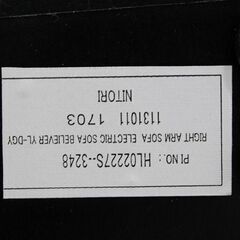 PI NO.: HL02227S--3248
RIGHT ARM SOFA ELECTRIC SOFA BELIEVER YL-DGY
1131011 1703
NITORI